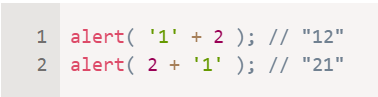 1 alert( '1' + 2 ); // "12"
2 alert( 2 + '1' ); // "21"